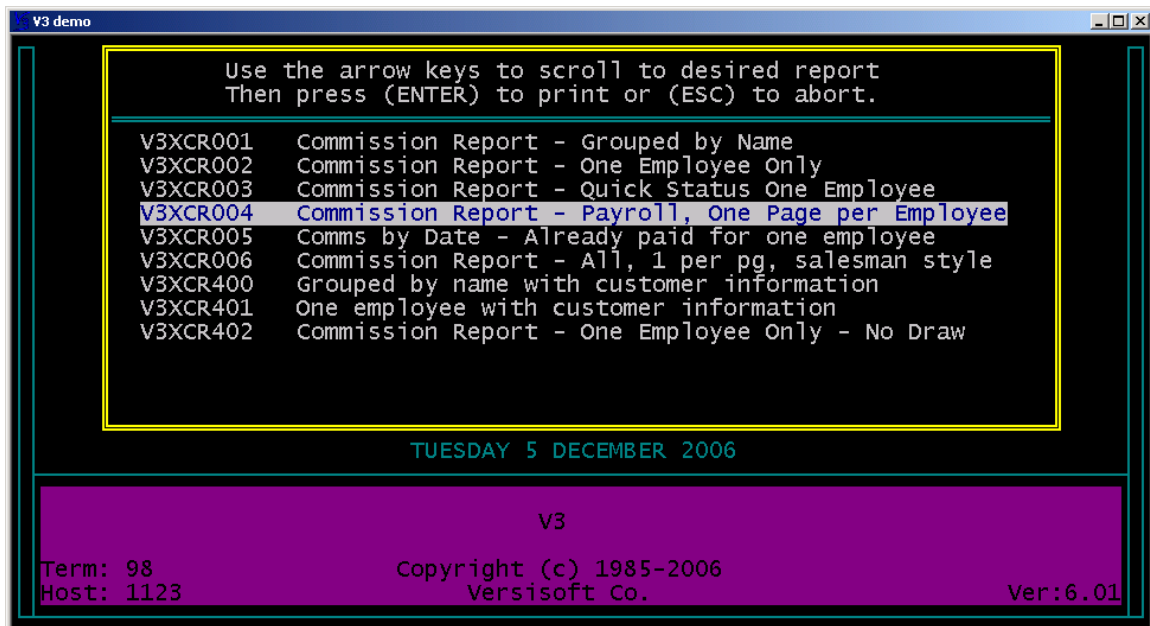 V3 demo
Use the arrow keys to scroll to desired report
Then press (ENTER) to print or (ESC) to abort.
V3XCR001 Commission Report - Grouped by Name
V3XCR002 Commission Report - One Employee Only
V3XCR003 Commission Report - Quick Status One Employee
V3XCR004 Commission Report - Payroll, One Page per Employee
V3XCR005 Comms by Date - Already paid for one employee
V3XCR006 Commission Report - All, 1 per pg, salesman style
V3XCR400 Grouped by name with customer information
V3XCR401 One employee with customer information
V3XCR402 Commission Report - One Employee Only - No Draw
TUESDAY 5 DECEMBER 2006
V3
Term: 98 Copyright (c) 1985-2006
Host: 1123 Versisoft Co. Ver:6.01